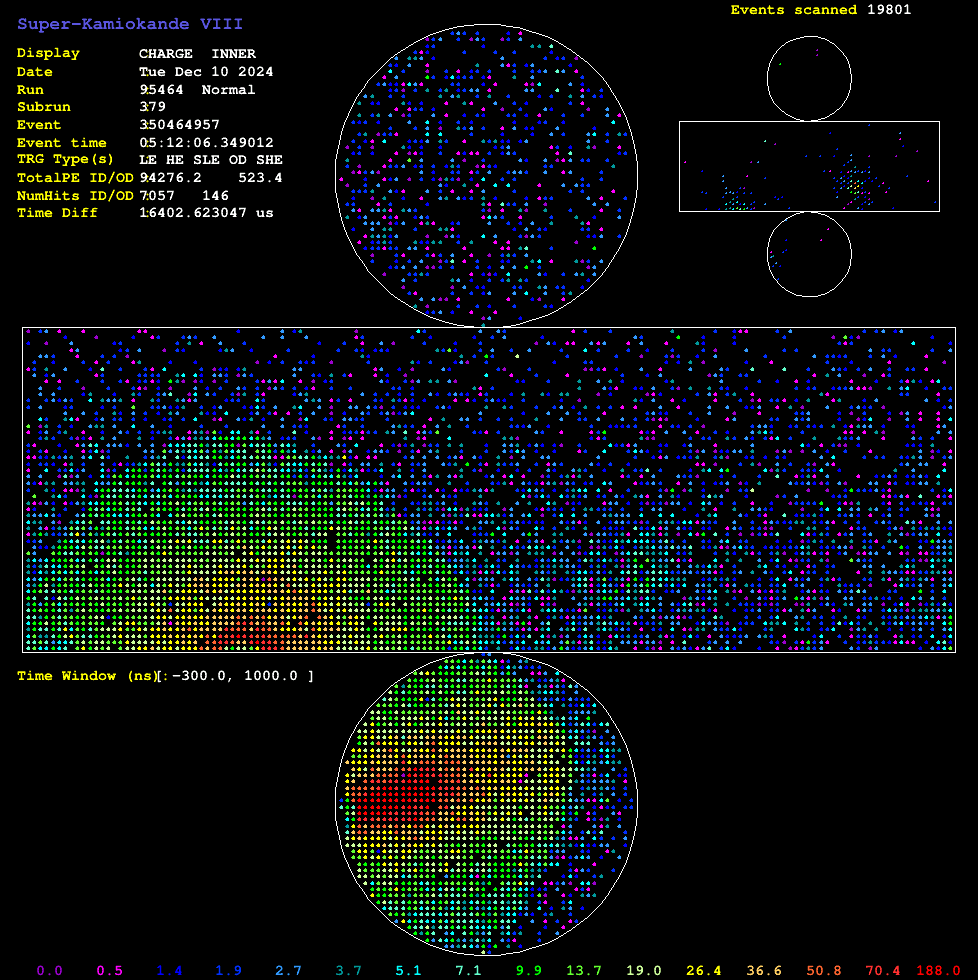 Super-Kamiokande VIII
Events scanned 19801
Display CHARGE INNER
Date Tue Dec 10 2024
Run 95464 Normal
Subrun 379
Event 350464957
Event time 05:12:06.349012
TRG Type(s) LE HE SLE OD SHE
TotalPE ID/OD 94276.2 523.4
NumHits ID/OD 7057 146
Time Diff 16402.623047 us
Time Window (ns)[: -300.0, 1000.0 ]
0.0 0.5 1.4 1.9 2.7 3.7 5.1 7.1 9.9 13.7 19.0 26.4 36.6 50.8 70.4 188.0